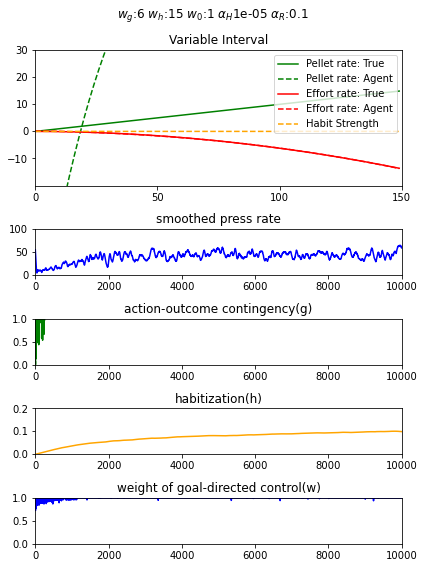 w_g:6 w_h:15 w_0:1 α_H1e-05 α_R:0.1
Variable Interval
30
20
10
0
−10
Pellet rate: True
Pellet rate: Agent
Effort rate: True
Effort rate: Agent
Habit Strength
0 50 100 150
smoothed press rate
100
50
0
0 2000 4000 6000 8000 10000
action-outcome contingency(g)
1.0
0.5
0.0
0 2000 4000 6000 8000 10000
habitization(h)
0.2
0.1
0.0
0 2000 4000 6000 8000 10000
weight of goal-directed control(w)
1.0
0.5
0.0
0 2000 4000 6000 8000 10000